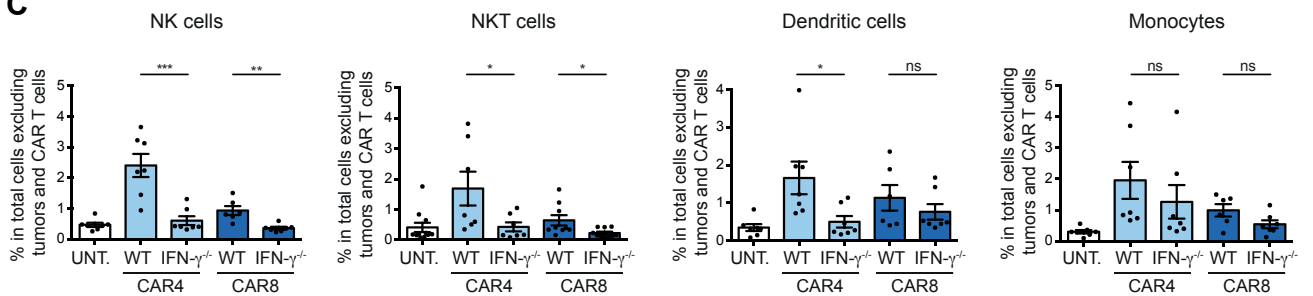 C
NK cells
% in total cells excluding
tumors and CAR T cells
5
4
3
2
1
0
*** **
UNT. WT IFN-γ-/- WT IFN-γ-/-
CAR4 CAR8
NKT cells
% in total cells excluding
tumors and CAR T cells
5
4
3
2
1
0
* *
UNT. WT IFN-γ-/- WT IFN-γ-/-
CAR4 CAR8
Dendritic cells
% in total cells excluding
tumors and CAR T cells
4
3
2
1
0
* ns
UNT. WT IFN-γ-/- WT IFN-γ-/-
CAR4 CAR8
Monocytes
% in total cells excluding
tumors and CAR T cells
5
4
3
2
1
0
ns ns
UNT. WT IFN-γ-/- WT IFN-γ-/-
CAR4 CAR8